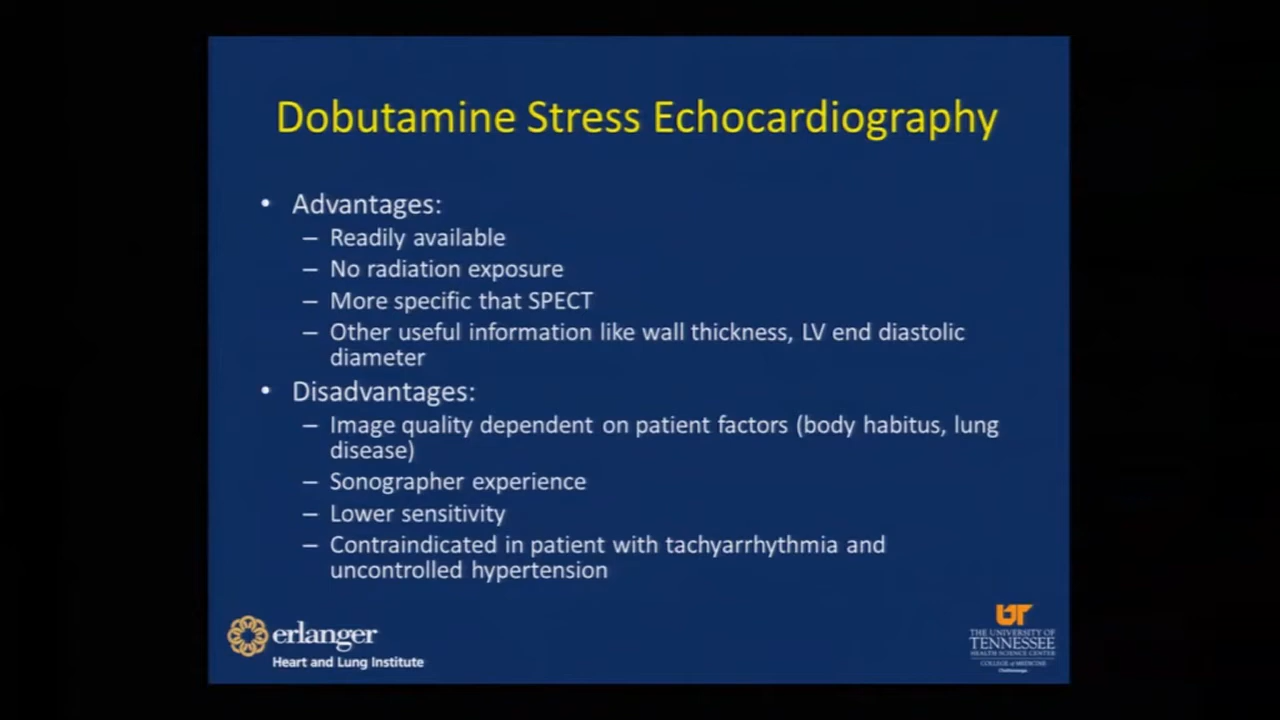 Dobutamine Stress Echocardiography
• Advantages:
– Readily available
– No radiation exposure
– More specific that SPECT
– Other useful information like wall thickness, LV end diastolic
diameter
• Disadvantages:
– Image quality dependent on patient factors (body habitus, lung
disease)
– Sonographer experience
– Lower sensitivity
– Contraindicated in patient with tachyarrhythmia and
uncontrolled hypertension
erlanger
Heart and Lung Institute
UT
THE UNIVERSITY OF
TENNESSEE
HEALTH SCIENCE CENTER
COLLEGE of MEDICINE
Chattanooga